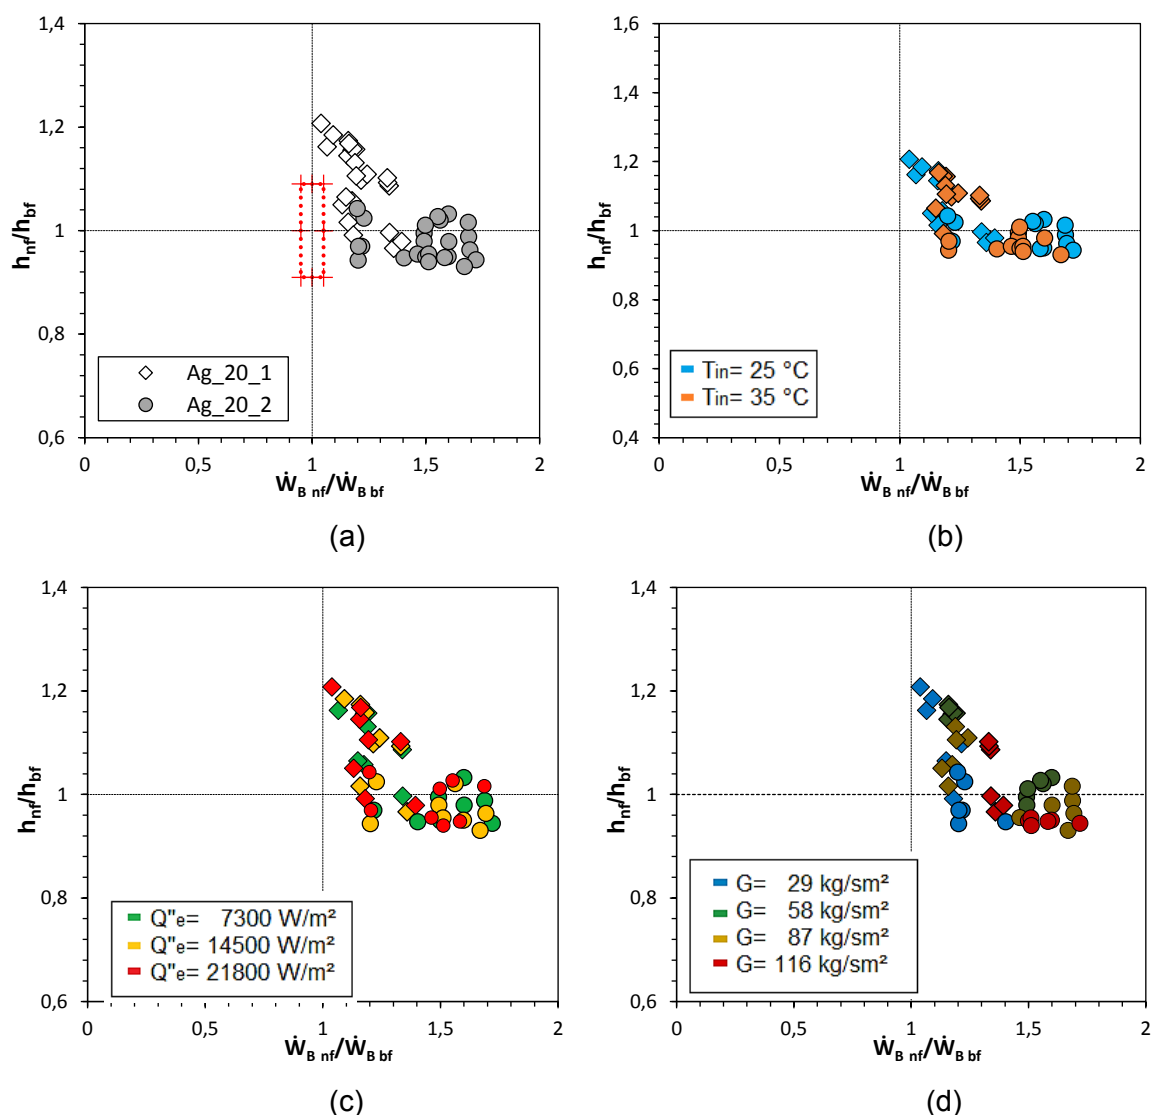 1,4
1,2
1
0,8
0,6
0
0,5
1
1,5
2
h_nf/h_bf
Ẇ_B nf/Ẇ_B bf
Ag_20_1
Ag_20_2
(a)
1,6
1,4
1,2
1
0,8
0,6
0,4
0
0,5
1
1,5
2
h_nf/h_bf
Ẇ_B nf/Ẇ_B bf
Tin= 25 °C
Tin= 35 °C
(b)
1,4
1,2
1
0,8
0,6
0
0,5
1
1,5
2
h_nf/h_bf
Ẇ_B nf/Ẇ_B bf
Q"e= 7300 W/m²
Q"e= 14500 W/m²
Q"e= 21800 W/m²
(c)
1,4
1,2
1
0,8
0,6
0
0,5
1
1,5
2
h_nf/h_bf
Ẇ_B nf/Ẇ_B bf
G= 29 kg/sm²
G= 58 kg/sm²
G= 87 kg/sm²
G= 116 kg/sm²
(d)